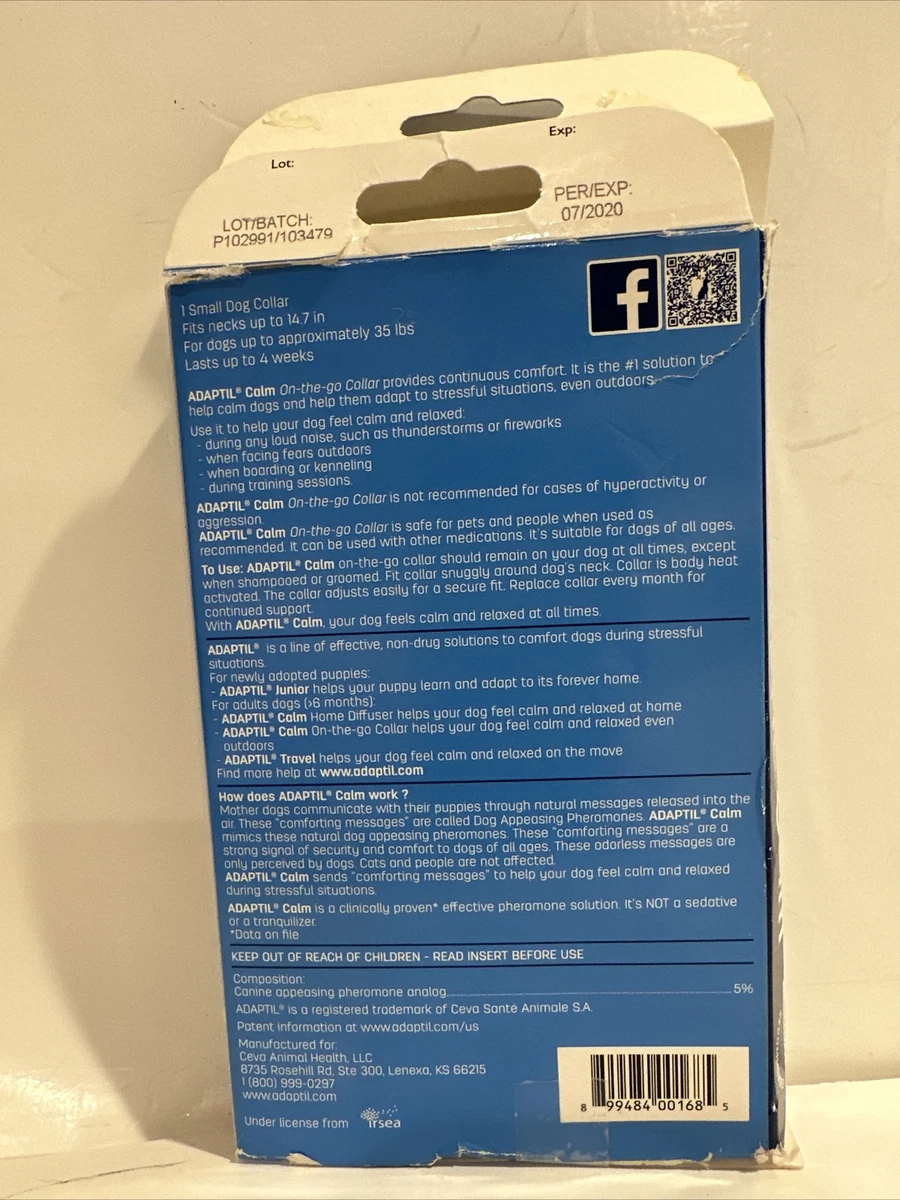 Lot:
Exp:
LOT/BATCH:
P102991/103479
PER/EXP:
07/2020
1 Small Dog Collar
Fits necks up to 14.7 in
For dogs up to approximately 35 lbs
Lasts up to 4 weeks
ADAPTIL® Calm On-the-go Collar provides continuous comfort. It is the #1 solution to
help calm dogs and help them adapt to stressful situations, even outdoors.
Use it to help your dog feel calm and relaxed:
- during any loud noise, such as thunderstorms or fireworks
- when facing fears outdoors
- when boarding or kenneling
- during training sessions.
ADAPTIL® Calm On-the-go Collar is not recommended for cases of hyperactivity or
aggression.
ADAPTIL® Calm On-the-go Collar is safe for pets and people when used as
recommended. It can be used with other medications. It's suitable for dogs of all ages.
To Use: ADAPTIL® Calm on-the-go collar should remain on your dog at all times, except
when shampooed or groomed. Fit collar snuggly around dog's neck. Collar is body heat
activated. The collar adjusts easily for a secure fit. Replace collar every month for
continued support.
With ADAPTIL® Calm, your dog feels calm and relaxed at all times.
ADAPTIL® is a line of effective, non-drug solutions to comfort dogs during stressful
situations.
For newly adopted puppies:
- ADAPTIL® Junior helps your puppy learn and adapt to its forever home.
For adults dogs (>6 months):
- ADAPTIL® Calm Home Diffuser helps your dog feel calm and relaxed at home
- ADAPTIL® Calm On-the-go Collar helps your dog feel calm and relaxed even
outdoors
- ADAPTIL® Travel helps your dog feel calm and relaxed on the move
Find more help at www.adaptil.com
How does ADAPTIL® Calm work ?
Mother dogs communicate with their puppies through natural messages released into the
air. These "comforting messages" are called Dog Appeasing Pheromones. ADAPTIL® Calm
mimics these natural dog appeasing pheromones. These "comforting messages" are a
strong signal of security and comfort to dogs of all ages. These odorless messages are
only perceived by dogs. Cats and people are not affected.
ADAPTIL® Calm sends "comforting messages" to help your dog feel calm and relaxed
during stressful situations.
ADAPTIL® Calm is a clinically proven* effective pheromone solution. It's NOT a sedative
or a tranquilizer.
*Data on file
KEEP OUT OF REACH OF CHILDREN - READ INSERT BEFORE USE
Composition:
Canine appeasing pheromone analog 5%
ADAPTIL® is a registered trademark of Ceva Santé Animale S.A.
Patent information at www.adaptil.com/us
Manufactured for:
Ceva Animal Health, LLC
8735 Rosehill Rd, Ste 300, Lenexa, KS 66215
1 (800) 999-0297
www.adaptil.com
Under license from irsea
8 99484 00168 5